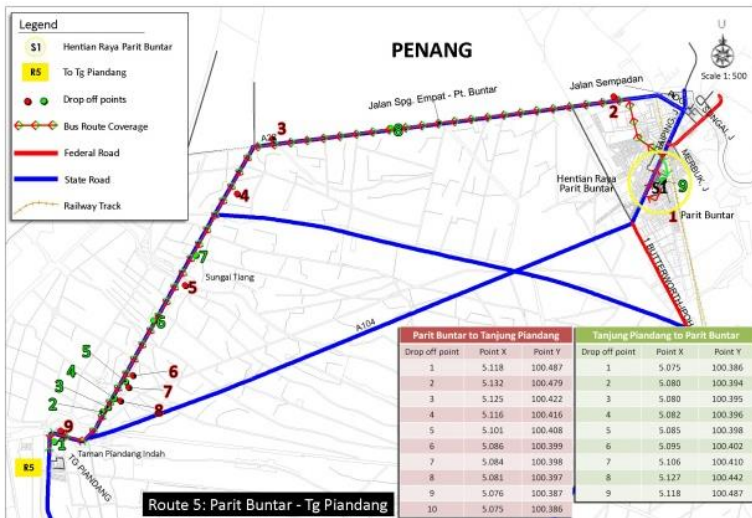 Legend
S1 Hentian Raya Parit Buntar
R5 To Tg Piandang
Drop off points
Bus Route Coverage
Federal Road
State Road
Railway Track
PENANG
U
Scale 1: 500
Jalan Sempadan
Jalan Spg. Empat - Pt. Buntar
2
8
3
4
TAIPING, J
SUNGAI, J
MERBUK, J
Hentian Raya
Parit Buntar
S1
9
1
Parit Buntar
1 BUTTERWORTH, IPOH
7
Sungai Tiang
5
6
A104
5
4
3
2
6
7
8
9
1
Taman Piandang Indah
R5
TG PIANDANG
Route 5: Parit Buntar - Tg Piandang
Parit Buntar to Tanjung Piandang
Drop off point Point X Point Y
1 5.118 100.487
2 5.132 100.479
3 5.125 100.422
4 5.116 100.416
5 5.101 100.408
6 5.086 100.399
7 5.084 100.398
8 5.081 100.397
9 5.076 100.387
10 5.075 100.386
Tanjung Piandang to Parit Buntar
Drop off point Point X Point Y
1 5.075 100.386
2 5.080 100.394
3 5.080 100.395
4 5.082 100.396
5 5.085 100.398
6 5.095 100.402
7 5.106 100.410
8 5.127 100.442
9 5.118 100.487